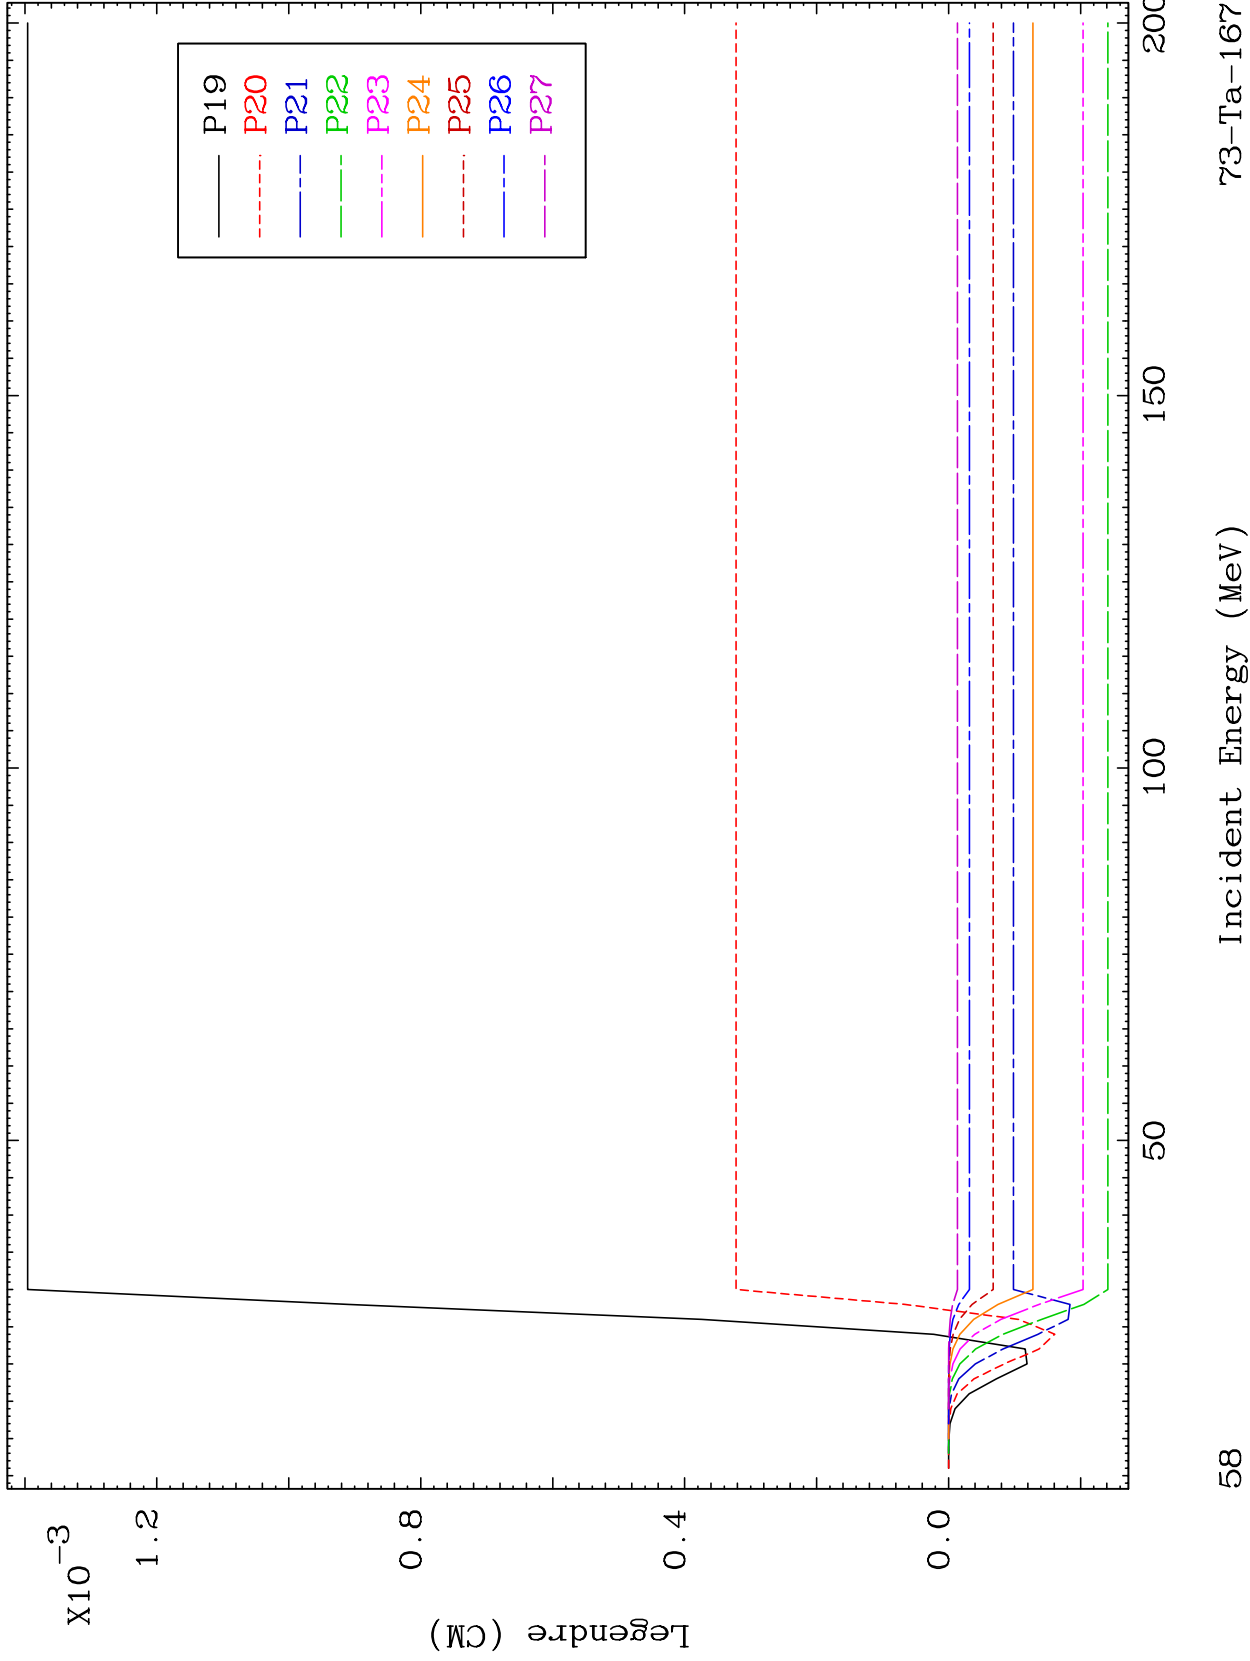 X10-3
1.2
0.8
0.4
0.0
Legendre (CM)
P19
P20
P21
P22
P23
P24
P25
P26
P27
50
100
150
200
Incident Energy (MeV)
58
73-Ta-167